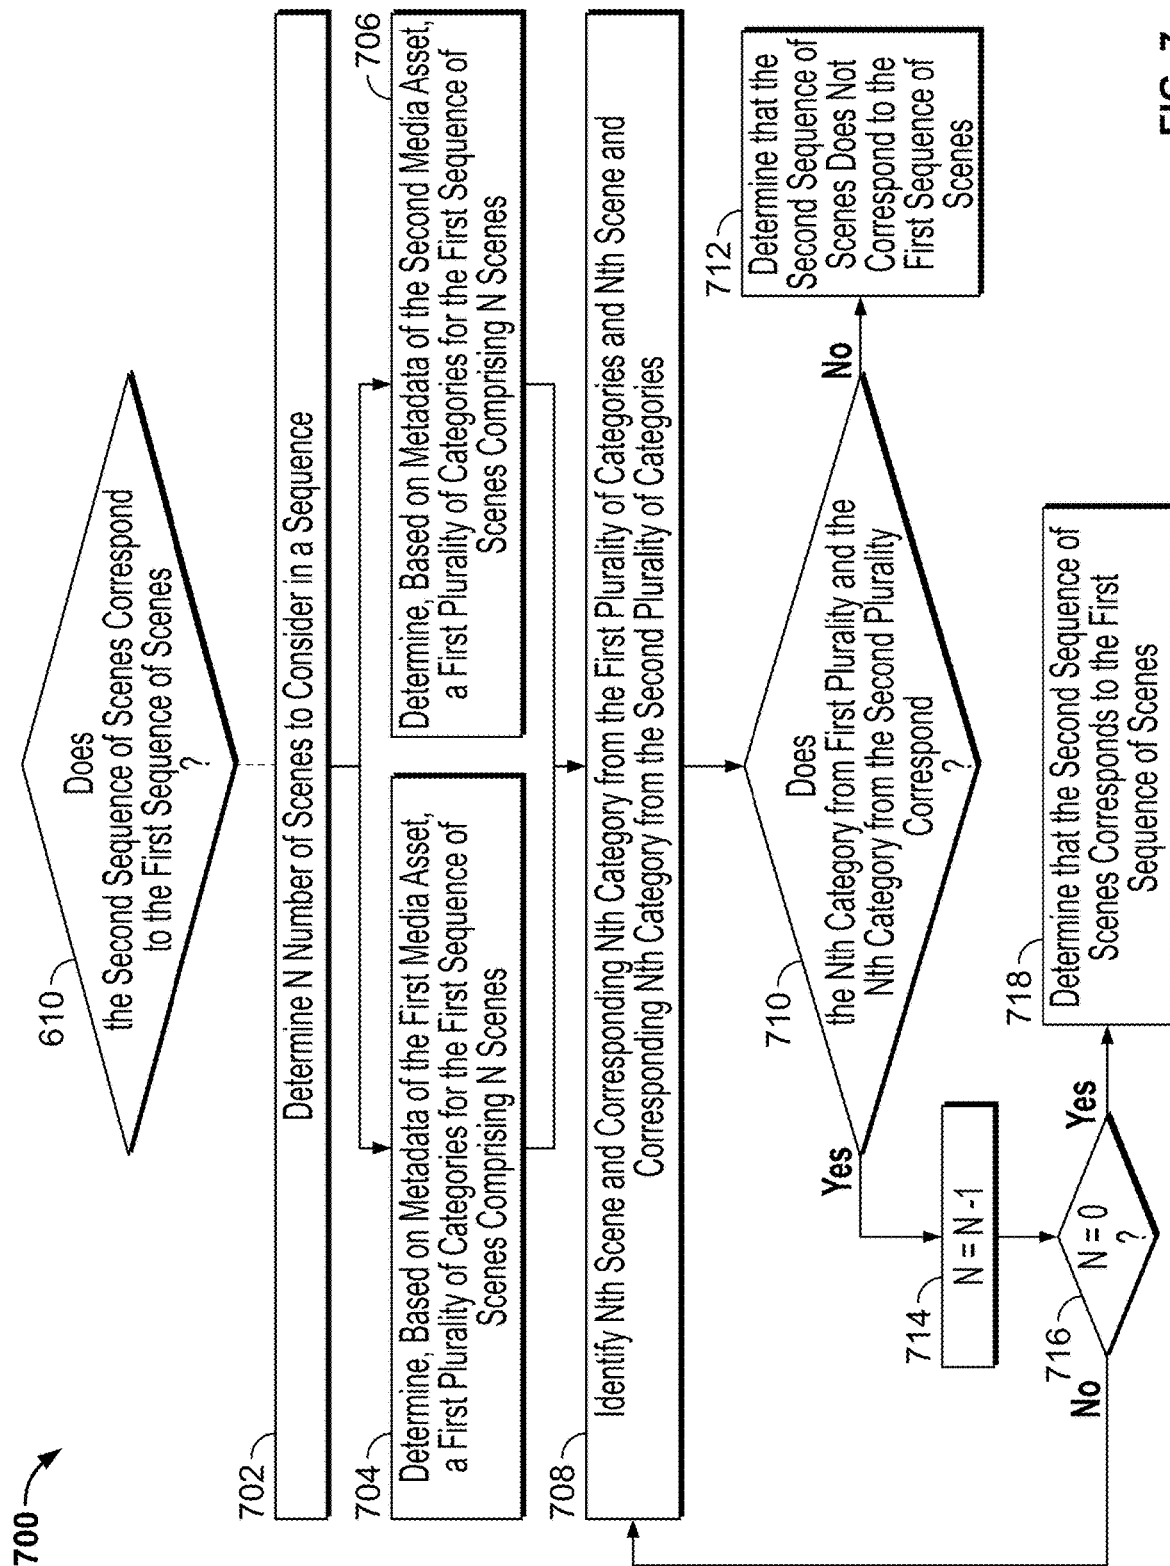 700
610
Does
the Second Sequence of Scenes Correspond
to the First Sequence of Scenes
?
702
Determine N Number of Scenes to Consider in a Sequence
704
Determine, Based on Metadata of the First Media Asset,
a First Plurality of Categories for the First Sequence of
Scenes Comprising N Scenes
706
Determine, Based on Metadata of the Second Media Asset,
a First Plurality of Categories for the First Sequence of
Scenes Comprising N Scenes
708
Identify Nth Scene and Corresponding Nth Category from the First Plurality of Categories and Nth Scene and
Corresponding Nth Category from the Second Plurality of Categories
710
Does
the Nth Category from First Plurality and the
Nth Category from the Second Plurality
Correspond
?
Yes
No
712
Determine that the
Second Sequence of
Scenes Does Not
Correspond to the
First Sequence of
Scenes
714
N = N -1
716
N = 0
?
No
Yes
718
Determine that the Second Sequence of
Scenes Corresponds to the First
Sequence of Scenes